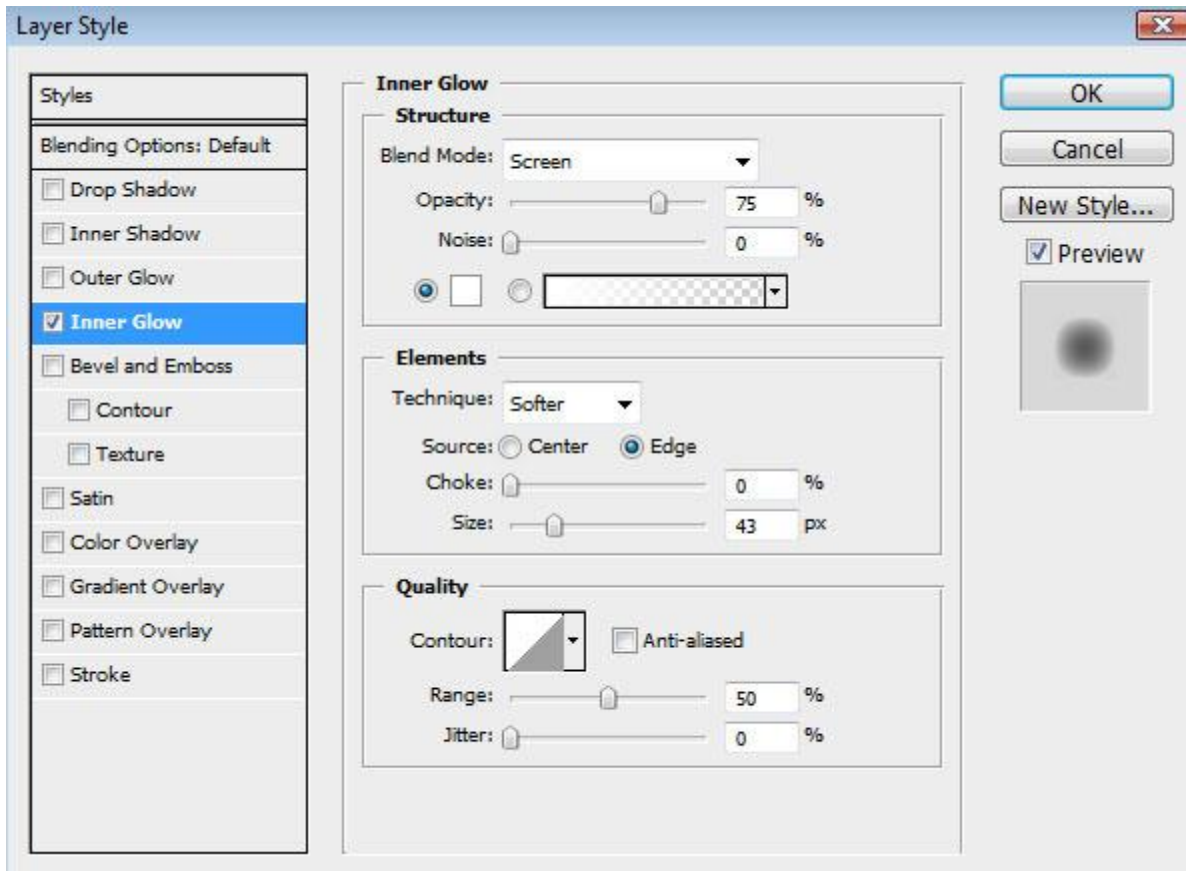 Layer Style
Styles
Blending Options: Default
Drop Shadow
Inner Shadow
Outer Glow
Inner Glow
Bevel and Emboss
Contour
Texture
Satin
Color Overlay
Gradient Overlay
Pattern Overlay
Stroke
Inner Glow
Structure
Blend Mode: Screen
Opacity: 75 %
Noise: 0 %
Elements
Technique: Softer
Source: Center Edge
Choke: 0 %
Size: 43 px
Quality
Contour: Anti-aliased
Range: 50 %
Jitter: 0 %
OK
Cancel
New Style...
Preview